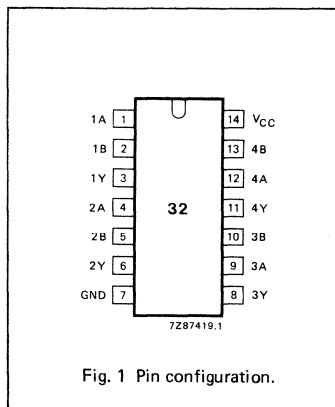 1A 1 14 VCC
1B 2 13 4B
1Y 3 12 4A
2A 4 32 11 4Y
2B 5 10 3B
2Y 6 9 3A
GND 7 8 3Y
7Z87419.1
Fig. 1 Pin configuration.